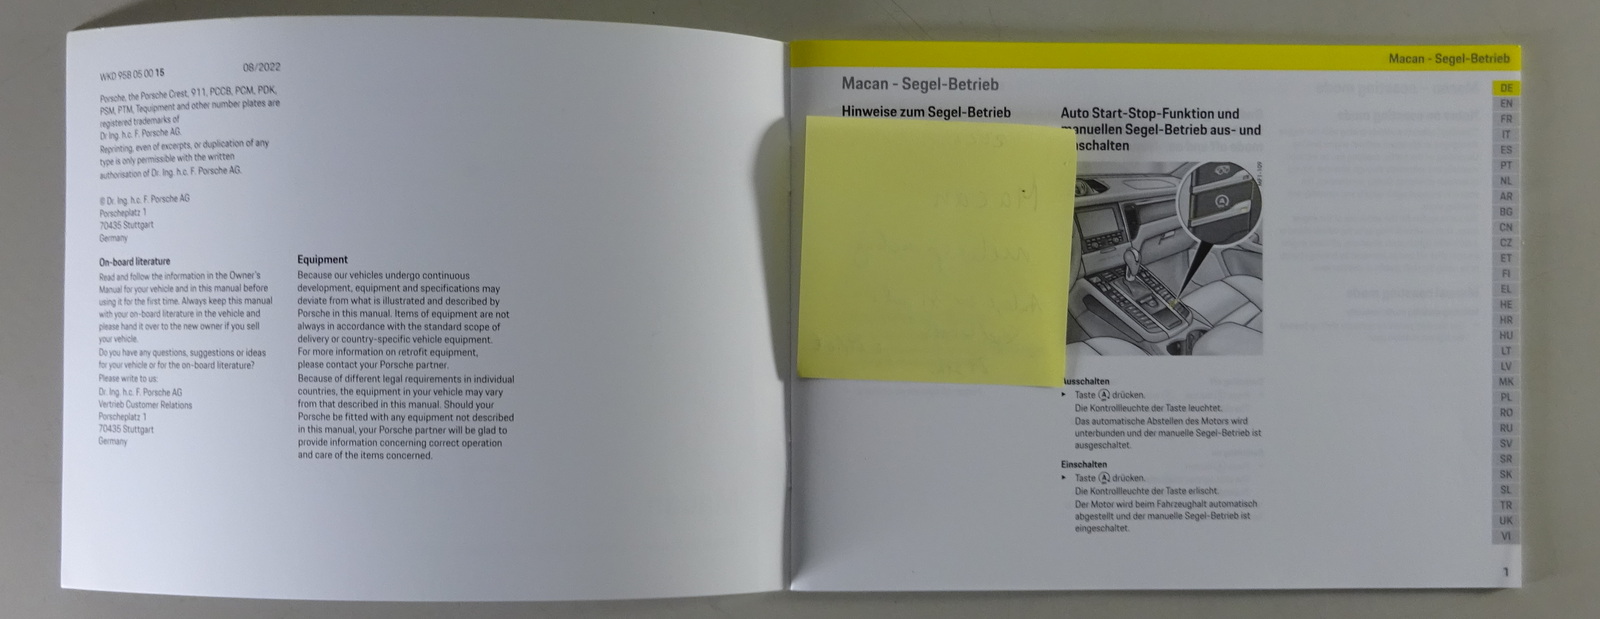 WKD 958 05 00 15
08/2022
Porsche, the Porsche Crest, 911, PCCB, PCM, PDK,
PSM, PTM, Tequipment and other number plates are
registered trademarks of
Dr Ing. h.c. F. Porsche AG.
Reprinting, even of excerpts, or duplication of any
type is only permissible with the written
authorisation of Dr. Ing. h.c. F. Porsche AG.
© Dr. Ing. h.c. F. Porsche AG
Porscheplatz 1
70435 Stuttgart
Germany
On-board literature
Read and follow the information in the Owner's
Manual for your vehicle and in this manual before
using it for the first time. Always keep this manual
with your on-board literature in the vehicle and
please hand it over to the new owner if you sell
your vehicle.
Do you have any questions, suggestions or ideas
for your vehicle or for the on-board literature?
Please write to us:
Dr. Ing. h.c. F. Porsche AG
Vertrieb Customer Relations
Porscheplatz 1
70435 Stuttgart
Germany
Equipment
Because our vehicles undergo continuous
development, equipment and specifications may
deviate from what is illustrated and described by
Porsche in this manual. Items of equipment are not
always in accordance with the standard scope of
delivery or country-specific vehicle equipment.
For more information on retrofit equipment,
please contact your Porsche partner.
Because of different legal requirements in individual
countries, the equipment in your vehicle may vary
from that described in this manual. Should your
Porsche be fitted with any equipment not described
in this manual, your Porsche partner will be glad to
provide information concerning correct operation
and care of the items concerned.
Macan - Segel-Betrieb
Macan - Segel-Betrieb
Hinweise zum Segel-Betrieb
Auto Start-Stop-Funktion und
manuellen Segel-Betrieb aus- und
nschalten
Ausschalten
▸ Taste Ⓐ drücken.
Die Kontrollleuchte der Taste leuchtet.
Das automatische Abstellen des Motors wird
unterbunden und der manuelle Segel-Betrieb ist
ausgeschaltet.
Einschalten
▸ Taste Ⓐ drücken.
Die Kontrollleuchte der Taste erlischt.
Der Motor wird beim Fahrzeughalt automatisch
abgestellt und der manuelle Segel-Betrieb ist
eingeschaltet.
DE
EN
FR
IT
ES
PT
NL
AR
BG
CN
CZ
ET
FI
EL
HE
HR
HU
LT
LV
MK
PL
RO
RU
SV
SR
SK
SL
TR
UK
VI
1